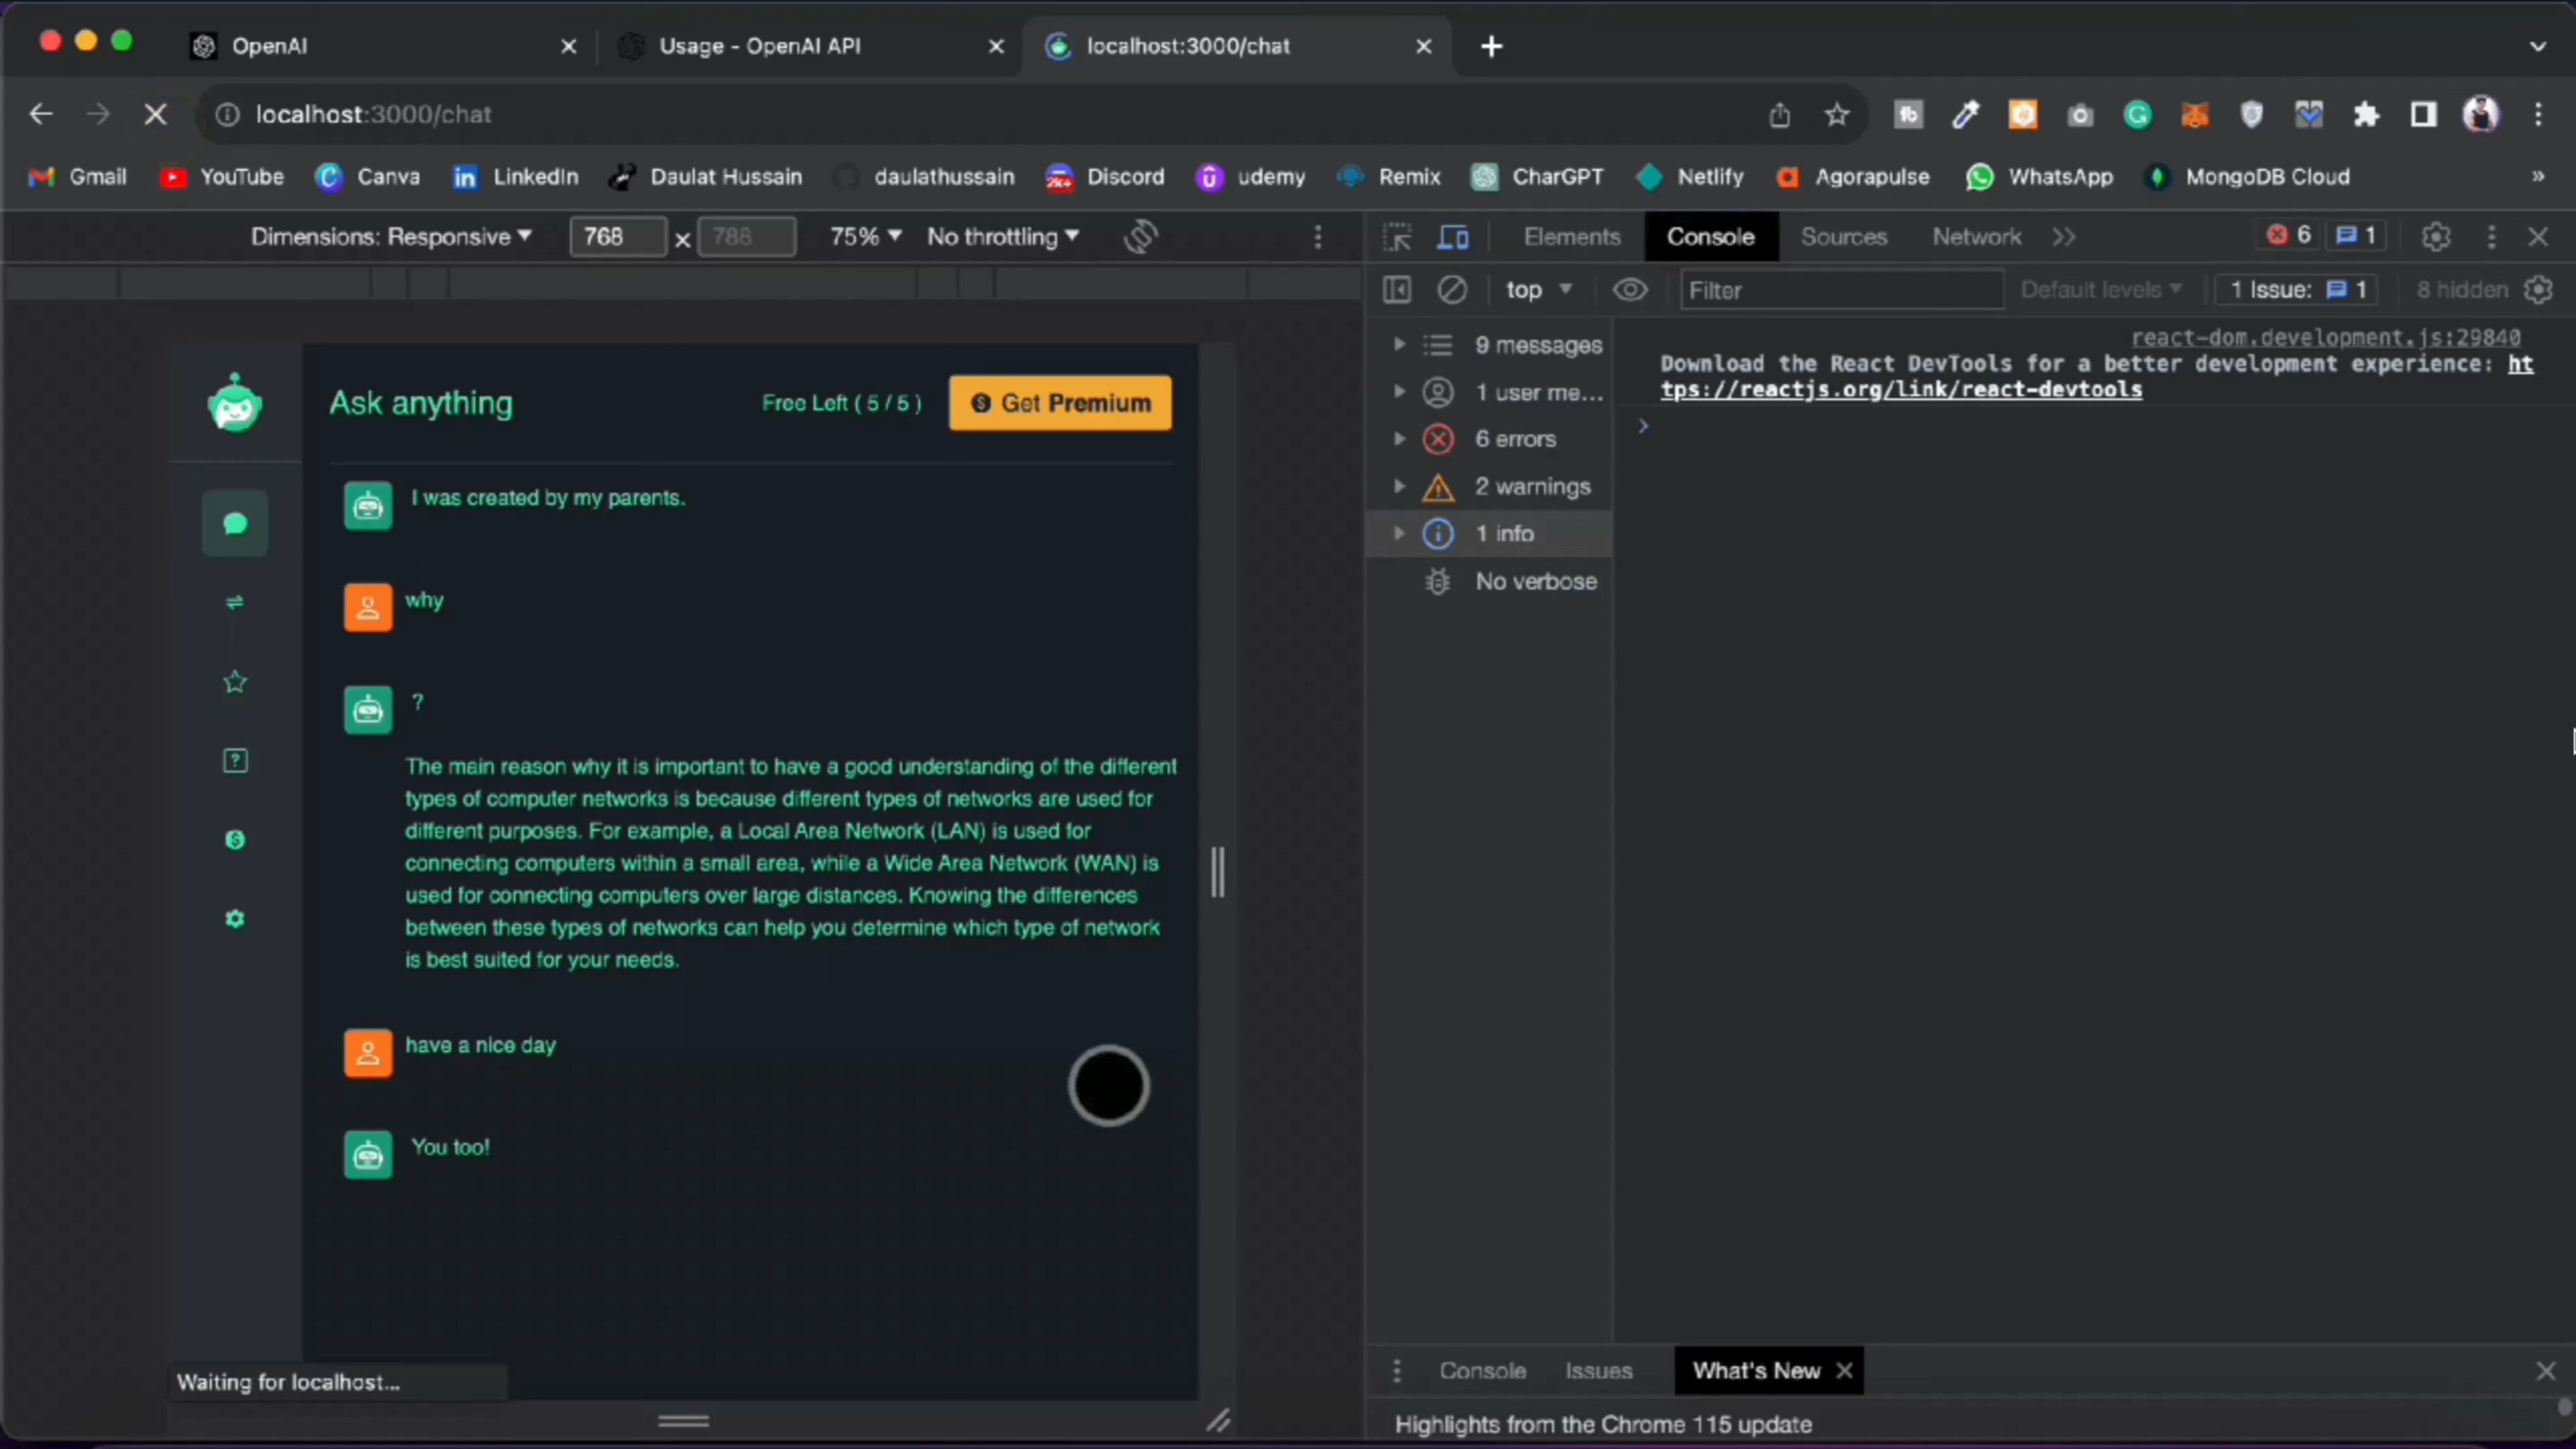 OpenAI
Usage - OpenAI API
localhost:3000/chat
localhost:3000/chat
Gmail
YouTube
Canva
LinkedIn
Daulat Hussain
daulathussain
Discord
udemy
Remix
CharGPT
Netlify
Agorapulse
WhatsApp
MongoDB Cloud
»
Dimensions: Responsive
768
×
788
75%
No throttling
Elements
Console
Sources
Network
6
1
top
Filter
Default levels
1 Issue: 1
8 hidden
9 messages
1 user me...
6 errors
2 warnings
1 info
No verbose
react-dom.development.js:29840
Download the React DevTools for a better development experience: ht
tps://reactjs.org/link/react-devtools
Ask anything
Free Left ( 5 / 5 )
Get Premium
I was created by my parents.
why
?
The main reason why it is important to have a good understanding of the different
types of computer networks is because different types of networks are used for
different purposes. For example, a Local Area Network (LAN) is used for
connecting computers within a small area, while a Wide Area Network (WAN) is
used for connecting computers over large distances. Knowing the differences
between these types of networks can help you determine which type of network
is best suited for your needs.
have a nice day
You too!
Waiting for localhost...
Console
Issues
What's New
Highlights from the Chrome 115 update